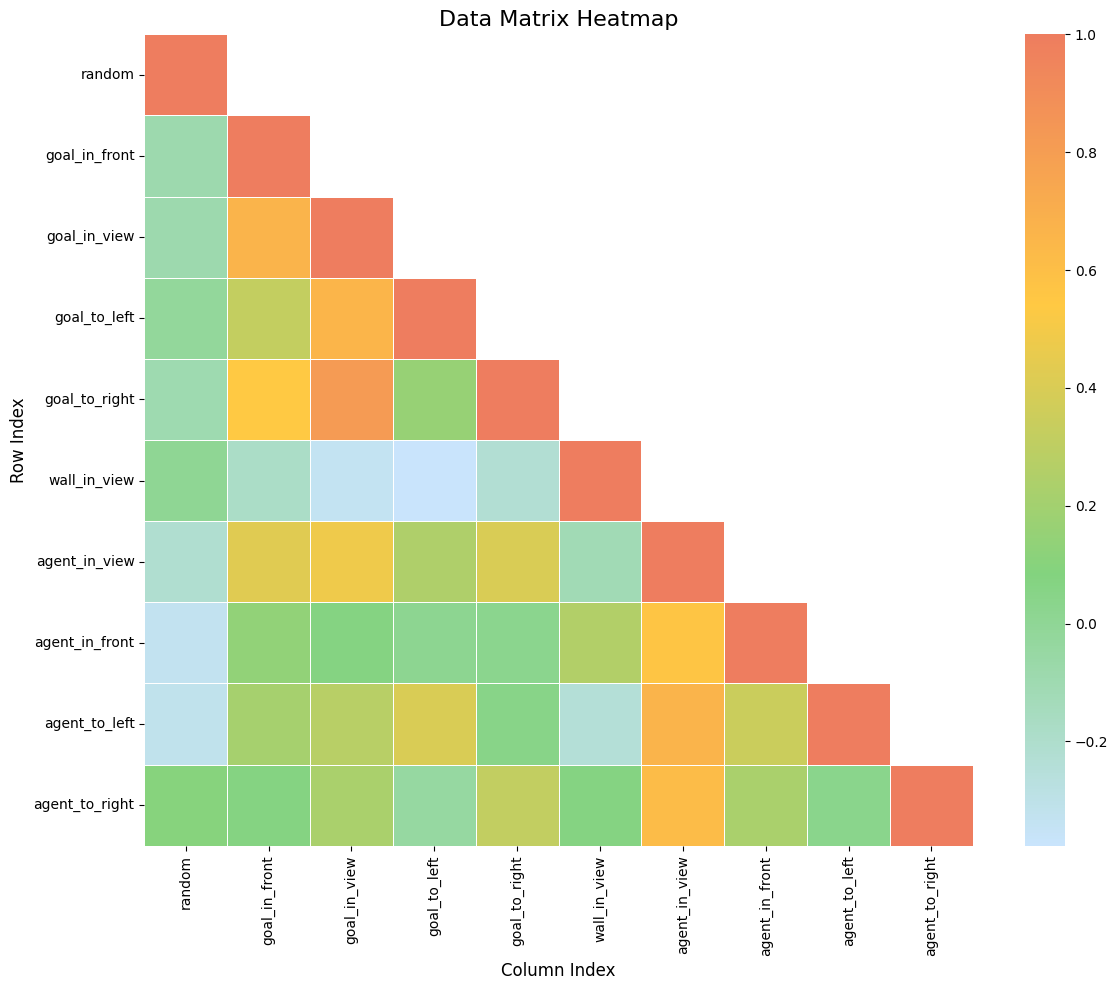 Data Matrix Heatmap
Row Index
random
goal_in_front
goal_in_view
goal_to_left
goal_to_right
wall_in_view
agent_in_view
agent_in_front
agent_to_left
agent_to_right
random
goal_in_front
goal_in_view
goal_to_left
goal_to_right
wall_in_view
agent_in_view
agent_in_front
agent_to_left
agent_to_right
Column Index
1.0
0.8
0.6
0.4
0.2
0.0
−0.2